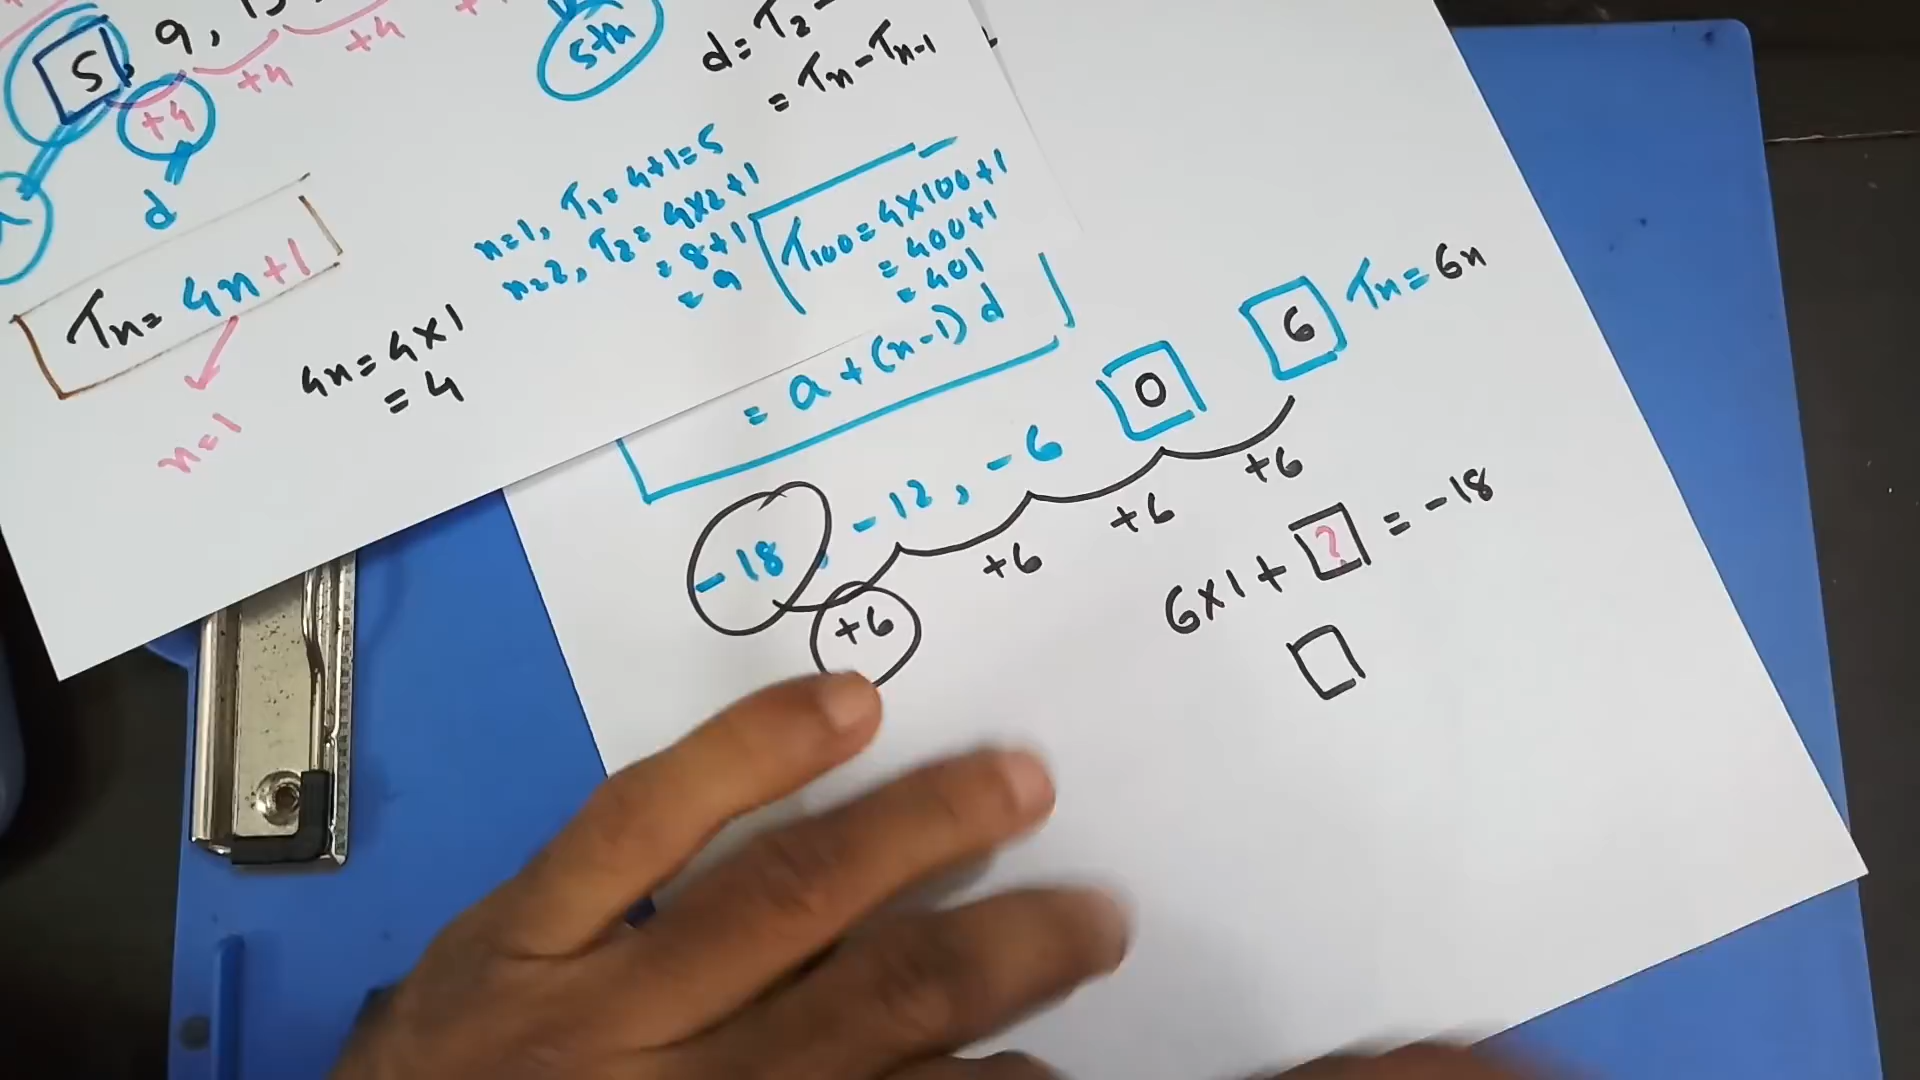 5, 9,
+4 +4 +4
5+4
d = T2 -
= Tn - Tn-1
d
Tn = 4n+1
n=1
4n = 4×1
= 4
n=1, T1 = 4+1=5
n=2, T2 = 4×2+1
= 8+1
= 9
T100 = 4×100+1
= 400+1
= 401
= a + (n-1) d
-18, -12, -6 0 6 Tn = 6n
+6 +6 +6 +6
6×1 + ? = -18